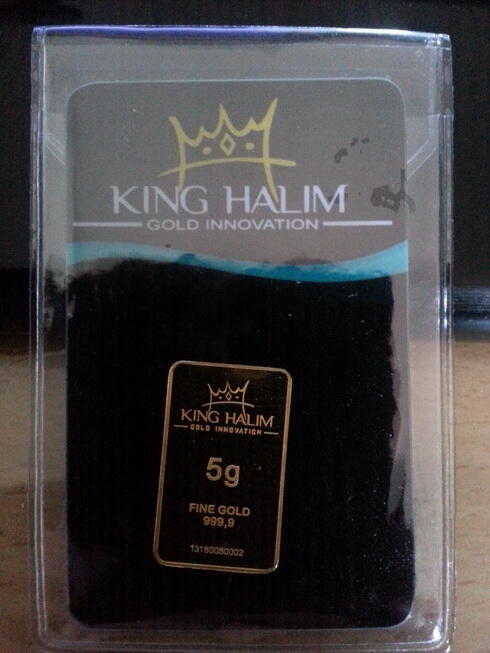 KING HALIM
GOLD INNOVATION
KING HALIM
GOLD INNOVATION
5g
FINE GOLD
999,9
13160050002